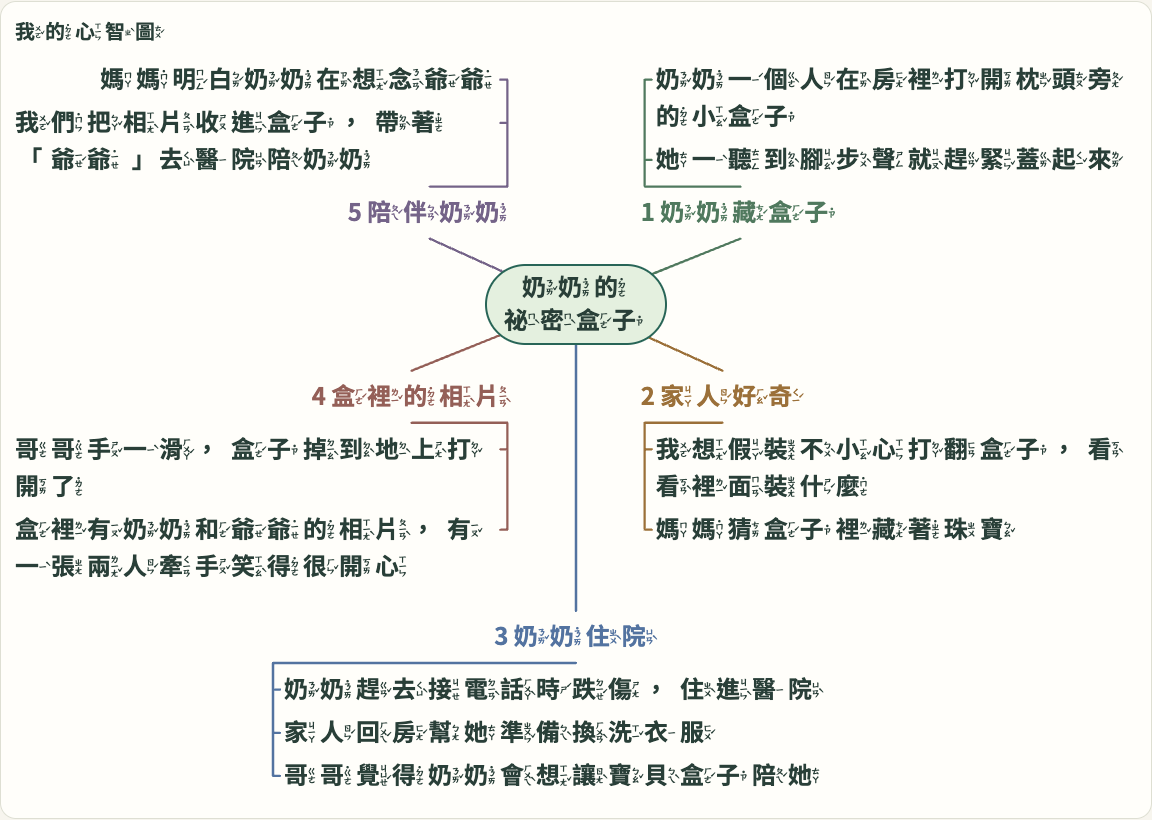 我的心智圖
媽媽明白奶奶在想念爺爺
我們把相片收進盒子，帶著
「爺爺」去醫院陪奶奶
5 陪伴奶奶
奶奶一個人在房裡打開枕頭旁
的小盒子
她一聽到腳步聲就趕緊蓋起來
1 奶奶藏盒子
奶奶的
祕密盒子
4 盒裡的相片
哥哥手一滑，盒子掉到地上打
開了
盒裡有奶奶和爺爺的相片，有
一張兩人牽手笑得很開心
2 家人好奇
我想假裝不小心打翻盒子，看
看裡面裝什麼
媽媽猜盒子裡藏著珠寶
3 奶奶住院
奶奶趕去接電話時跌傷，住進醫院
家人回房幫她準備換洗衣服
哥哥覺得奶奶會想讓寶貝盒子陪她